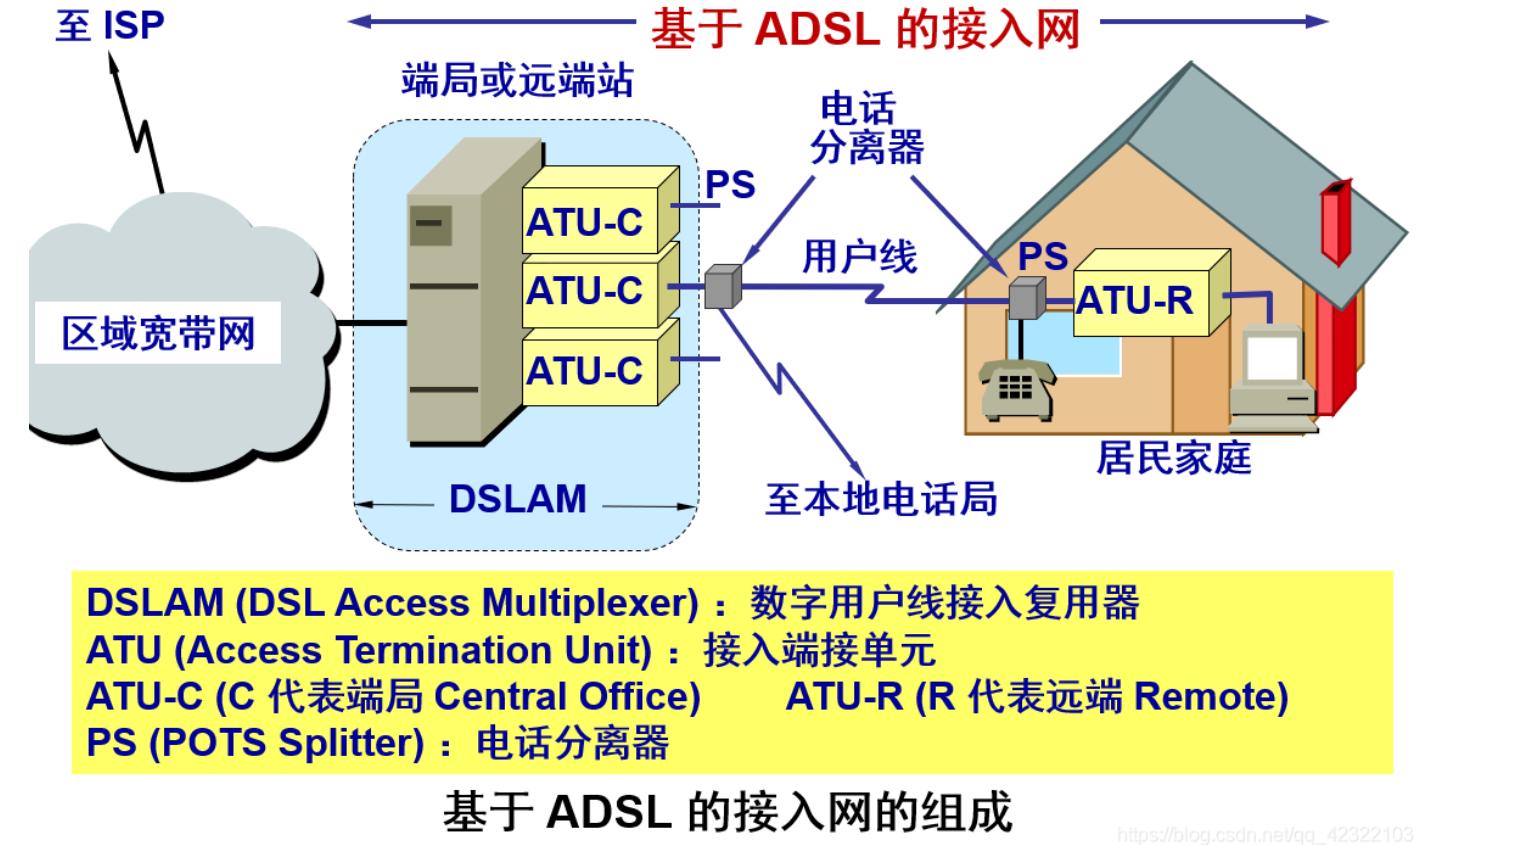 至 ISP
基于 ADSL 的接入网
端局或远端站
电话
分离器
PS
ATU-C
用户线
PS
ATU-C
ATU-R
区域宽带网
ATU-C
居民家庭
DSLAM
至本地电话局
DSLAM (DSL Access Multiplexer) ：数字用户线接入复用器
ATU (Access Termination Unit) ：接入端接单元
ATU-C (C 代表端局 Central Office) ATU-R (R 代表远端 Remote)
PS (POTS Splitter) ：电话分离器
基于 ADSL 的接入网的组成
https://blog.csdn.net/qq_42322103